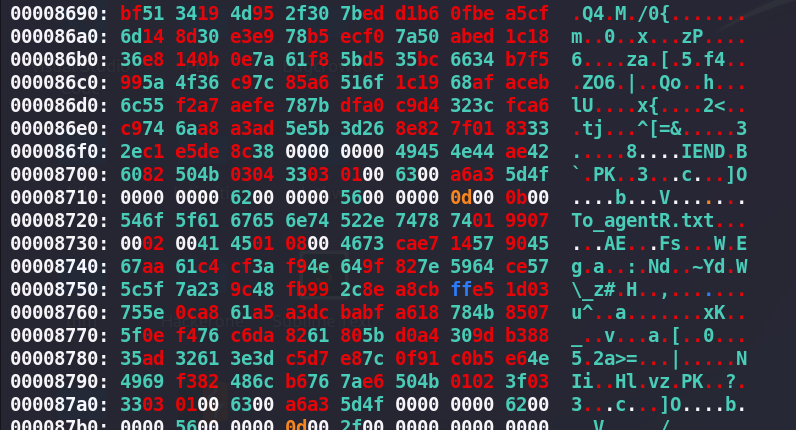 00008690: bf51 3419 4d95 2f30 7bed d1b6 0fbe a5cf .Q4.M./0{.......
000086a0: 6d14 8d30 e3e9 78b5 ecf0 7a50 abed 1c18 m..0..x...zP....
000086b0: 36e8 140b 0e7a 61f8 5bd5 35bc 6634 b7f5 6....za.[.5.f4..
000086c0: 995a 4f36 c97c 85a6 516f 1c19 68af aceb .ZO6.|..Qo..h...
000086d0: 6c55 f2a7 aefe 787b dfa0 c9d4 323c fca6 lU....x{....2<..
000086e0: c974 6aa8 a3ad 5e5b 3d26 8e82 7f01 8333 .tj...^[=&.....3
000086f0: 2ec1 e5de 8c38 0000 0000 4945 4e44 ae42 .....8....IEND.B
00008700: 6082 504b 0304 3303 0100 6300 a6a3 5d4f `.PK..3...c...]O
00008710: 0000 0000 6200 0000 5600 0000 0d00 0b00 ....b...V.......
00008720: 546f 5f61 6765 6e74 522e 7478 7401 9907 To_agentR.txt...
00008730: 0002 0041 4501 0800 4673 cae7 1457 9045 ...AE...Fs...W.E
00008740: 67aa 61c4 cf3a f94e 649f 827e 5964 ce57 g.a..:.Nd..~Yd.W
00008750: 5c5f 7a23 9c48 fb99 2c8e a8cb ffe5 1d03 \_z#.H..,.......
00008760: 755e 0ca8 61a5 a3dc babf a618 784b 8507 u^..a.......xK..
00008770: 5f0e f476 c6da 8261 805b d0a4 309d b388 _..v...a.[..0...
00008780: 35ad 3261 3e3d c5d7 e87c 0f91 c0b5 e64e 5.2a>=...|.....N
00008790: 4969 f382 486c b676 7ae6 504b 0102 3f03 Ii..Hl.vz.PK..?.
000087a0: 3303 0100 6300 a6a3 5d4f 0000 0000 6200 3...c...]O....b.
000087b0: 0000 5600 0000 0d00 2f00 0000 0000 0000 ..V...../.......